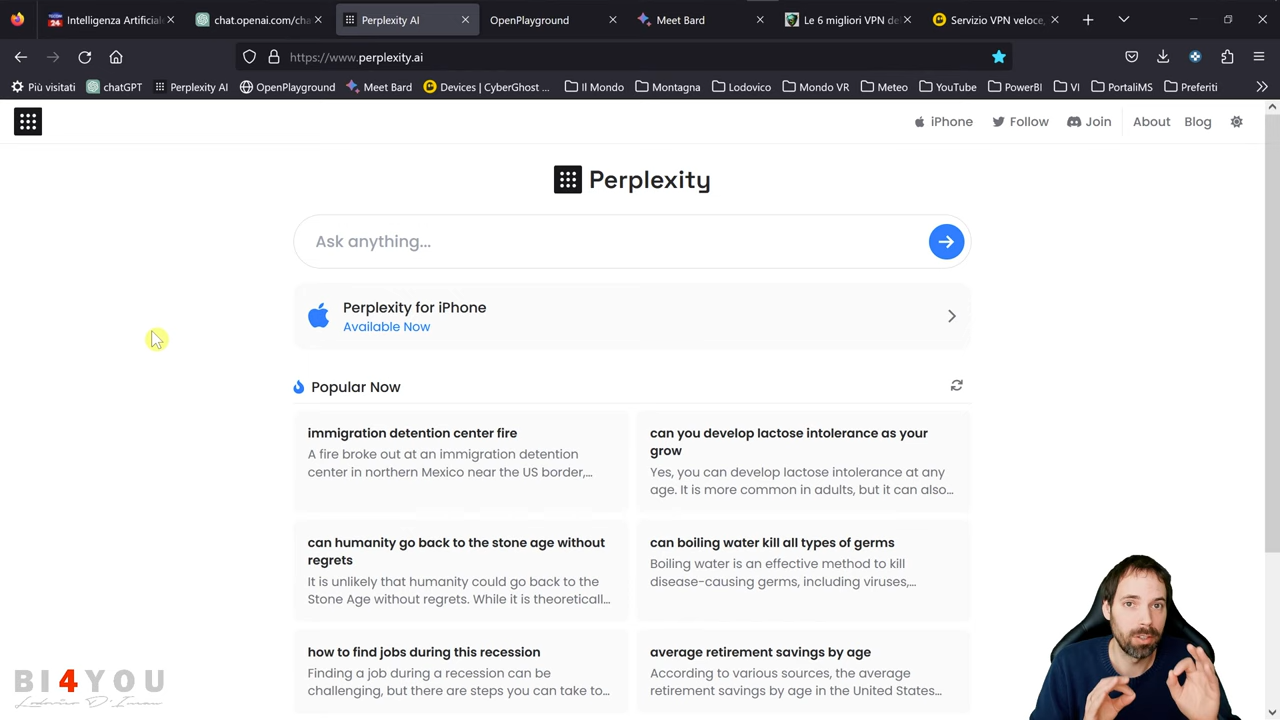 24 Intelligenza Artificiale
chat.openai.com/cha
Perplexity AI
OpenPlayground
Meet Bard
Le 6 migliori VPN de
Servizio VPN veloce,
https://www.perplexity.ai
Più visitati
chatGPT
Perplexity AI
OpenPlayground
Meet Bard
Devices | CyberGhost ...
Il Mondo
Montagna
Lodovico
Mondo VR
Meteo
YouTube
PowerBI
VI
PortaliMS
Preferiti
iPhone
Follow
Join
About
Blog
Perplexity
Ask anything...
Perplexity for iPhone
Available Now
Popular Now
immigration detention center fire
A fire broke out at an immigration detention
center in northern Mexico near the US border,...
can you develop lactose intolerance as your
grow
Yes, you can develop lactose intolerance at any
age. It is more common in adults, but it can also...
can humanity go back to the stone age without
regrets
It is unlikely that humanity could go back to the
Stone Age without regrets. While it is theoreticall...
can boiling water kill all types of germs
Boiling water is an effective method to kill
disease-causing germs, including viruses,...
how to find jobs during this recession
Finding a job during a recession can be
challenging, but there are steps you can take to...
average retirement savings by age
According to various sources, the average
retirement savings by age in the United States...
BI4YOU